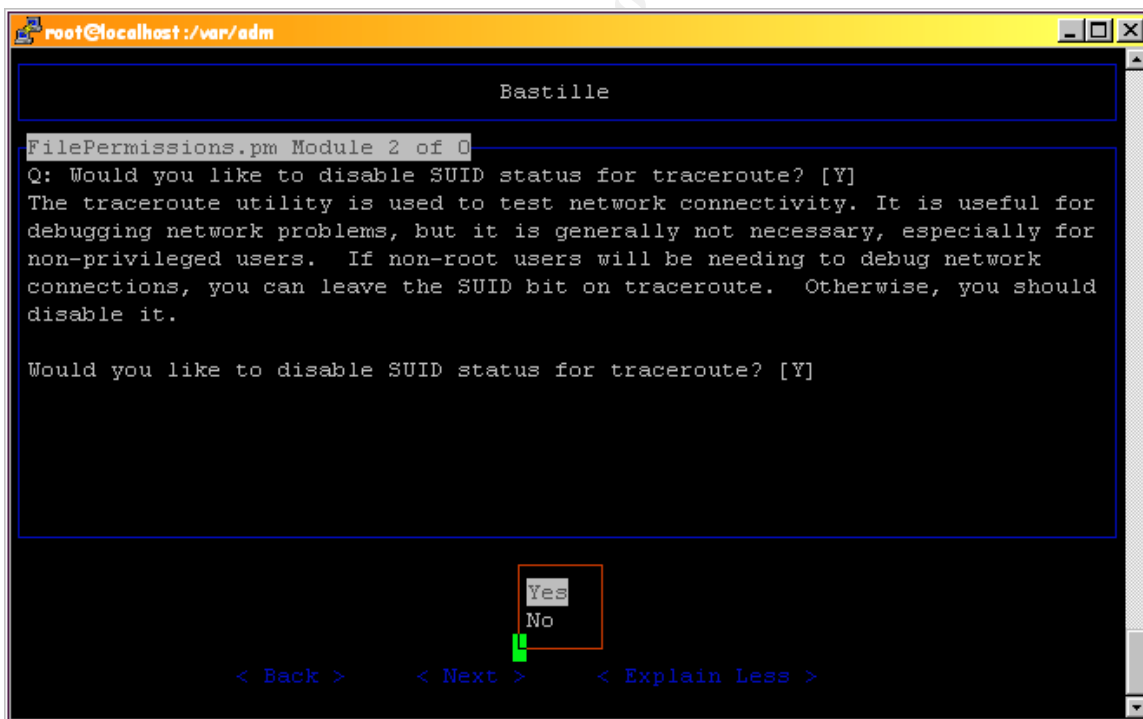 root@localhost:/var/adm
Bastille
FilePermissions.pm Module 2 of 0
Q: Would you like to disable SUID status for traceroute? [Y]
The traceroute utility is used to test network connectivity. It is useful for
debugging network problems, but it is generally not necessary, especially for
non-privileged users.  If non-root users will be needing to debug network
connections, you can leave the SUID bit on traceroute.  Otherwise, you should
disable it.
Would you like to disable SUID status for traceroute? [Y]
Yes
No
< Back > < Next > < Explain Less >